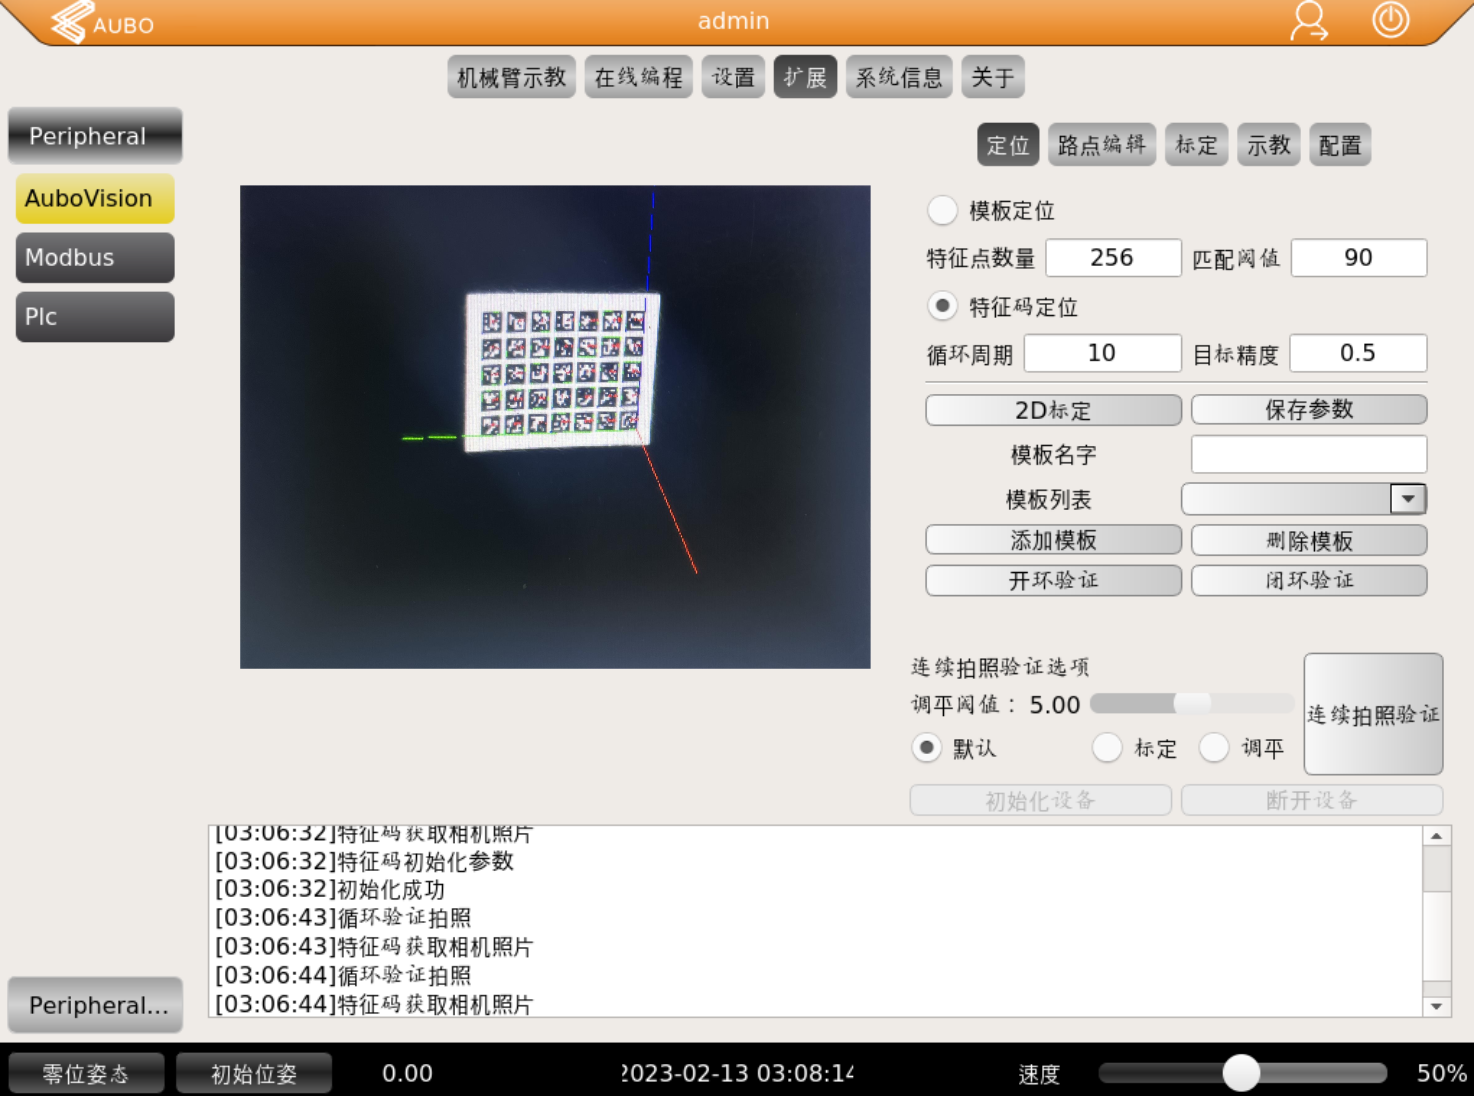 AUBO
admin
机械臂示教 在线编程 设置 扩展 系统信息 关于
Peripheral
AuboVision
Modbus
Plc
定位 路点编辑 标定 示教 配置
模板定位
特征点数量 256 匹配阈值 90
特征码定位
循环周期 10 目标精度 0.5
2D标定 保存参数
模板名字
模板列表
添加模板 删除模板
开环验证 闭环验证
连续拍照验证选项
调平阈值： 5.00
连续拍照验证
默认 标定 调平
初始化设备 断开设备
[03:06:32]特征码获取相机照片
[03:06:32]特征码初始化参数
[03:06:32]初始化成功
[03:06:43]循环验证拍照
[03:06:43]特征码获取相机照片
[03:06:44]循环验证拍照
[03:06:44]特征码获取相机照片
Peripheral...
零位姿态 初始位姿 0.00 2023-02-13 03:08:14 速度 50%